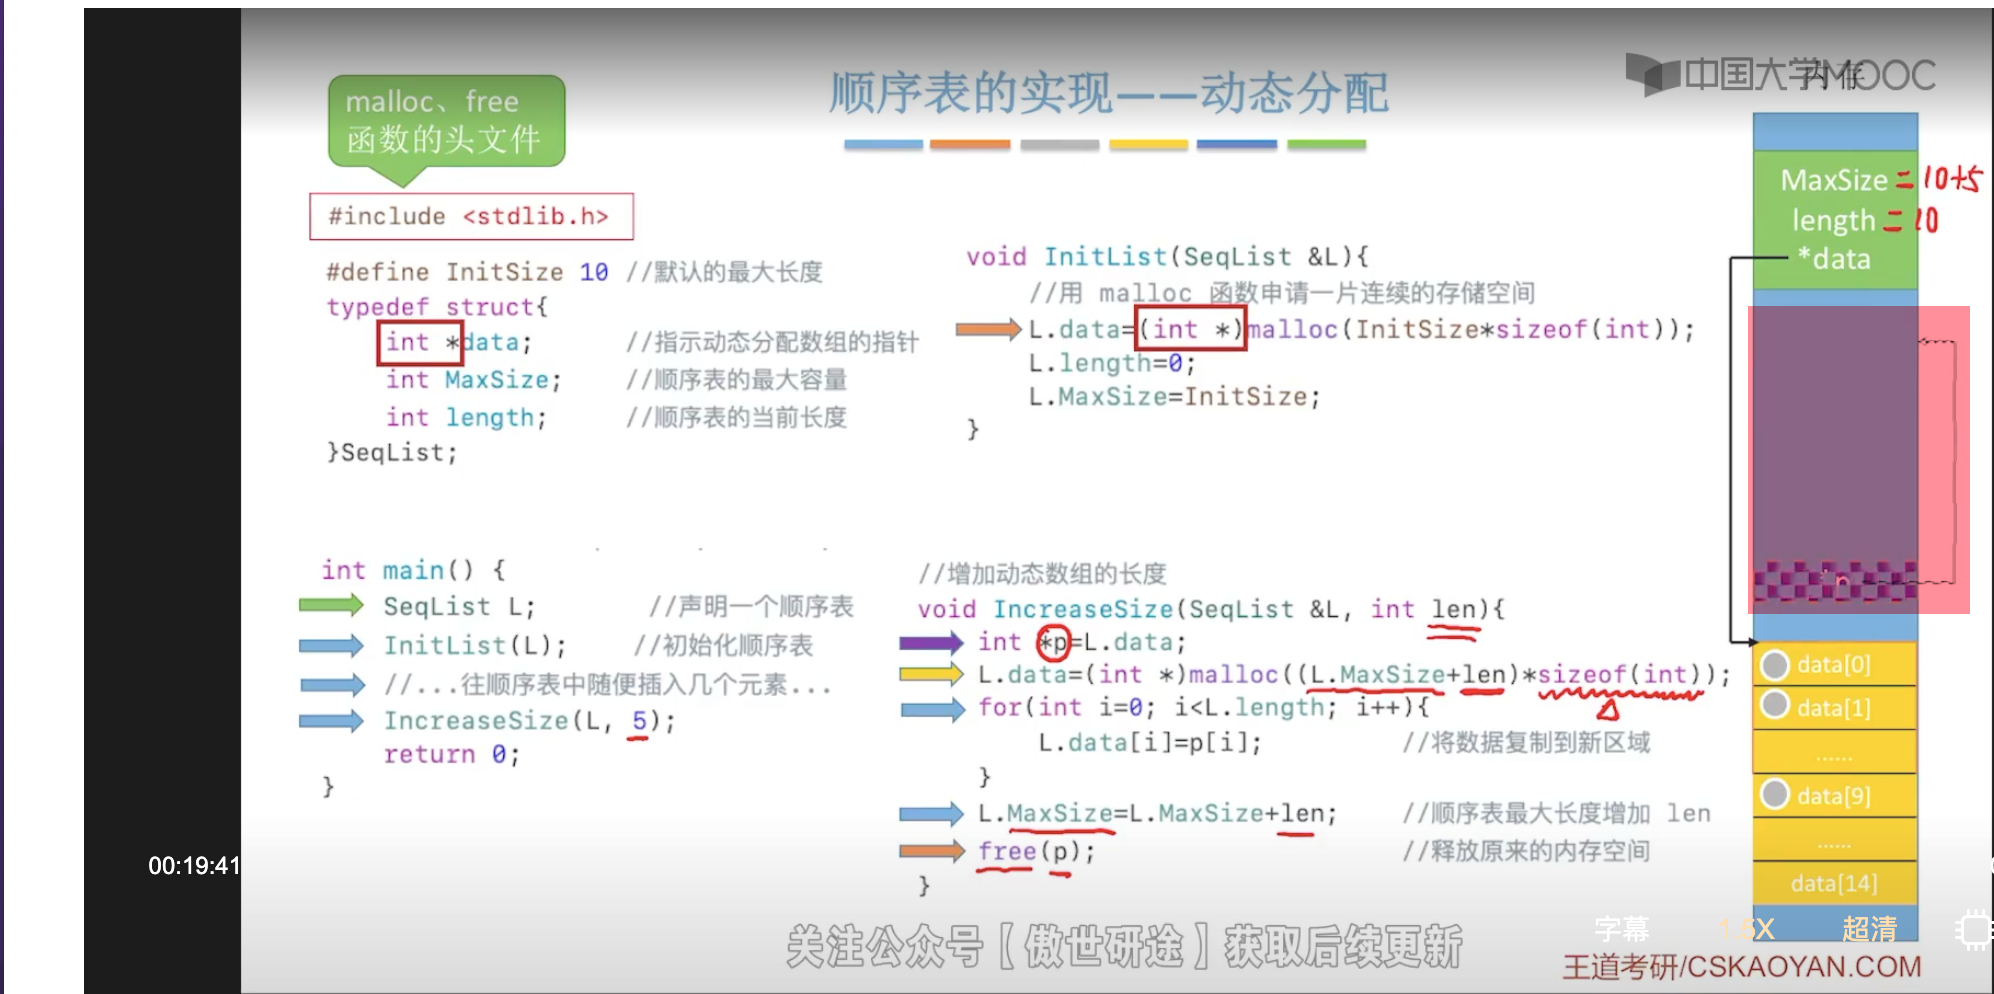 中国大学MOOC
内存
顺序表的实现——动态分配
malloc、free
函数的头文件
#include <stdlib.h>
#define InitSize 10 //默认的最大长度
typedef struct{
int *data; //指示动态分配数组的指针
int MaxSize; //顺序表的最大容量
int length; //顺序表的当前长度
}SeqList;
void InitList(SeqList &L){
//用 malloc 函数申请一片连续的存储空间
L.data=(int *)malloc(InitSize*sizeof(int));
L.length=0;
L.MaxSize=InitSize;
}
int main() {
SeqList L; //声明一个顺序表
InitList(L); //初始化顺序表
//...往顺序表中随便插入几个元素...
IncreaseSize(L, 5);
return 0;
}
//增加动态数组的长度
void IncreaseSize(SeqList &L, int len){
int *p=L.data;
L.data=(int *)malloc((L.MaxSize+len)*sizeof(int));
for(int i=0; i<L.length; i++){
L.data[i]=p[i]; //将数据复制到新区域
}
L.MaxSize=L.MaxSize+len; //顺序表最大长度增加 len
free(p); //释放原来的内存空间
}
MaxSize =10+5
length =10
*data
data[0]
data[1]
......
data[9]
......
data[14]
00:19:41
字幕
1.5X
超清
关注公众号【傲世研途】获取后续更新
王道考研/CSKAOYAN.COM